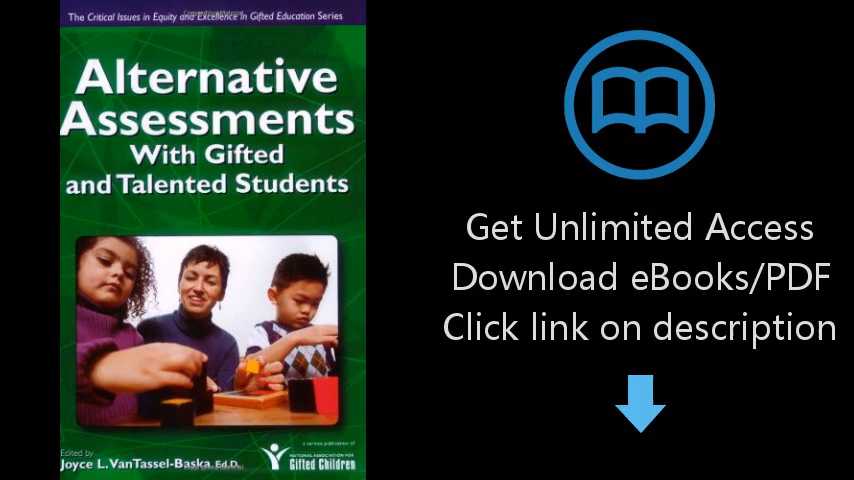 The Critical Issues in Equity and Excellence in Gifted Education Series
Alternative
Assessments
With Gifted
and Talented Students
a service publication of
NATIONAL ASSOCIATION FOR
Gifted Children
Edited by
Joyce L. VanTassel-Baska, Ed.D.
Get Unlimited Access
Download eBooks/PDF
Click link on description